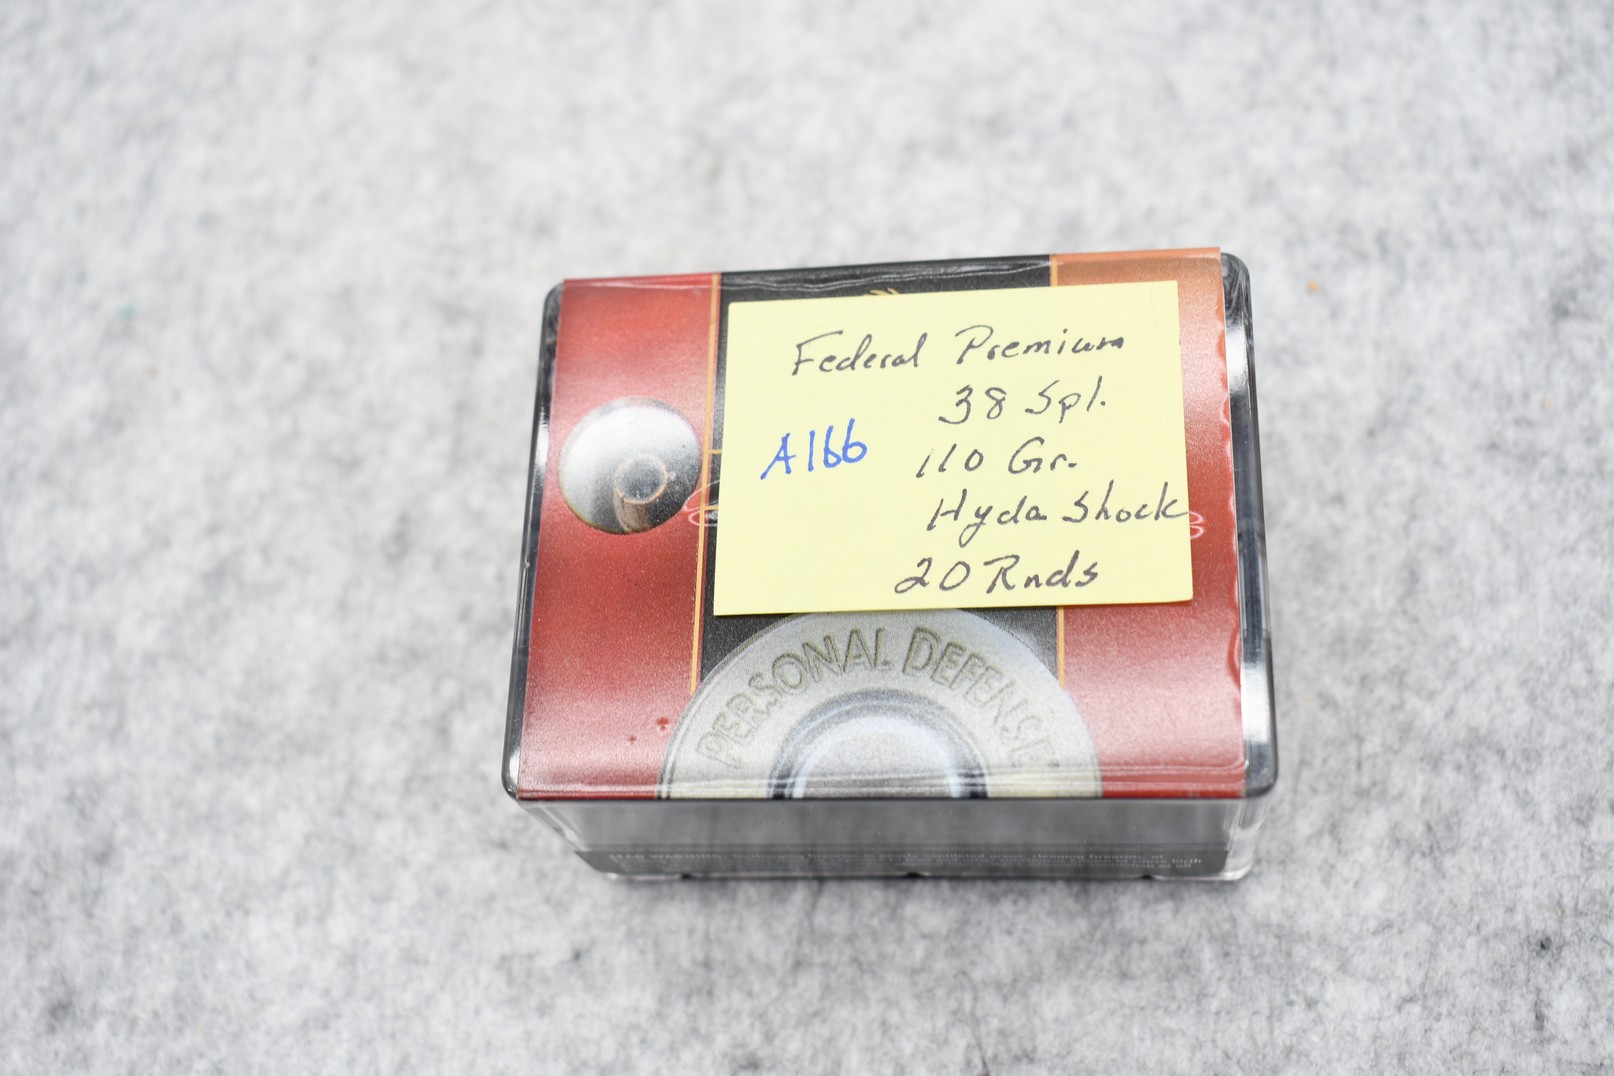 Federal Premium
38 Spl.
A166
110 Gr.
Hyda Shock
20 Rnds
PERSONAL DEFENSE